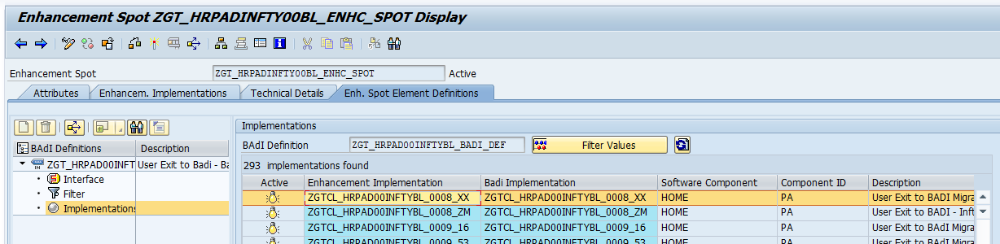 Enhancement Spot ZGT_HRPADINFTY00BL_ENHC_SPOT Display
Enhancement Spot ZGT_HRPADINFTY00BL_ENHC_SPOT Active
Attributes Enhancem. Implementations Technical Details Enh. Spot Element Definitions
BAdI Definitions Description
ZGT_HRPAD00INFT User Exit to Badi - Ba
IN
Interface
Filter
Implementations
Implementations
BAdI Definition ZGT_HRPAD00INFTYBL_BADI_DEF Filter Values
293 implementations found
Active Enhancement Implementation Badi Implementation Software Component Component ID Description
ZGTCL_HRPAD00INFTYBL_0008_XX ZGTCL_HRPAD00INFTYBL_0008_XX HOME PA User Exit to BADI Migra
ZGTCL_HRPAD00INFTYBL_0008_ZM ZGTCL_HRPAD00INFTYBL_0008_ZM HOME PA User Exit to BAdI - Inft
ZGTCL_HRPAD00INFTYBL_0009_16 ZGTCL_HRPAD00INFTYBL_0009_16 HOME PA User Exit to BAdI Migra
ZGTCL_HRPAD00INFTYBL_0009_53 ZGTCL_HRPAD00INFTYBL_0009_53 HOME PA User Exit to BADI Migra